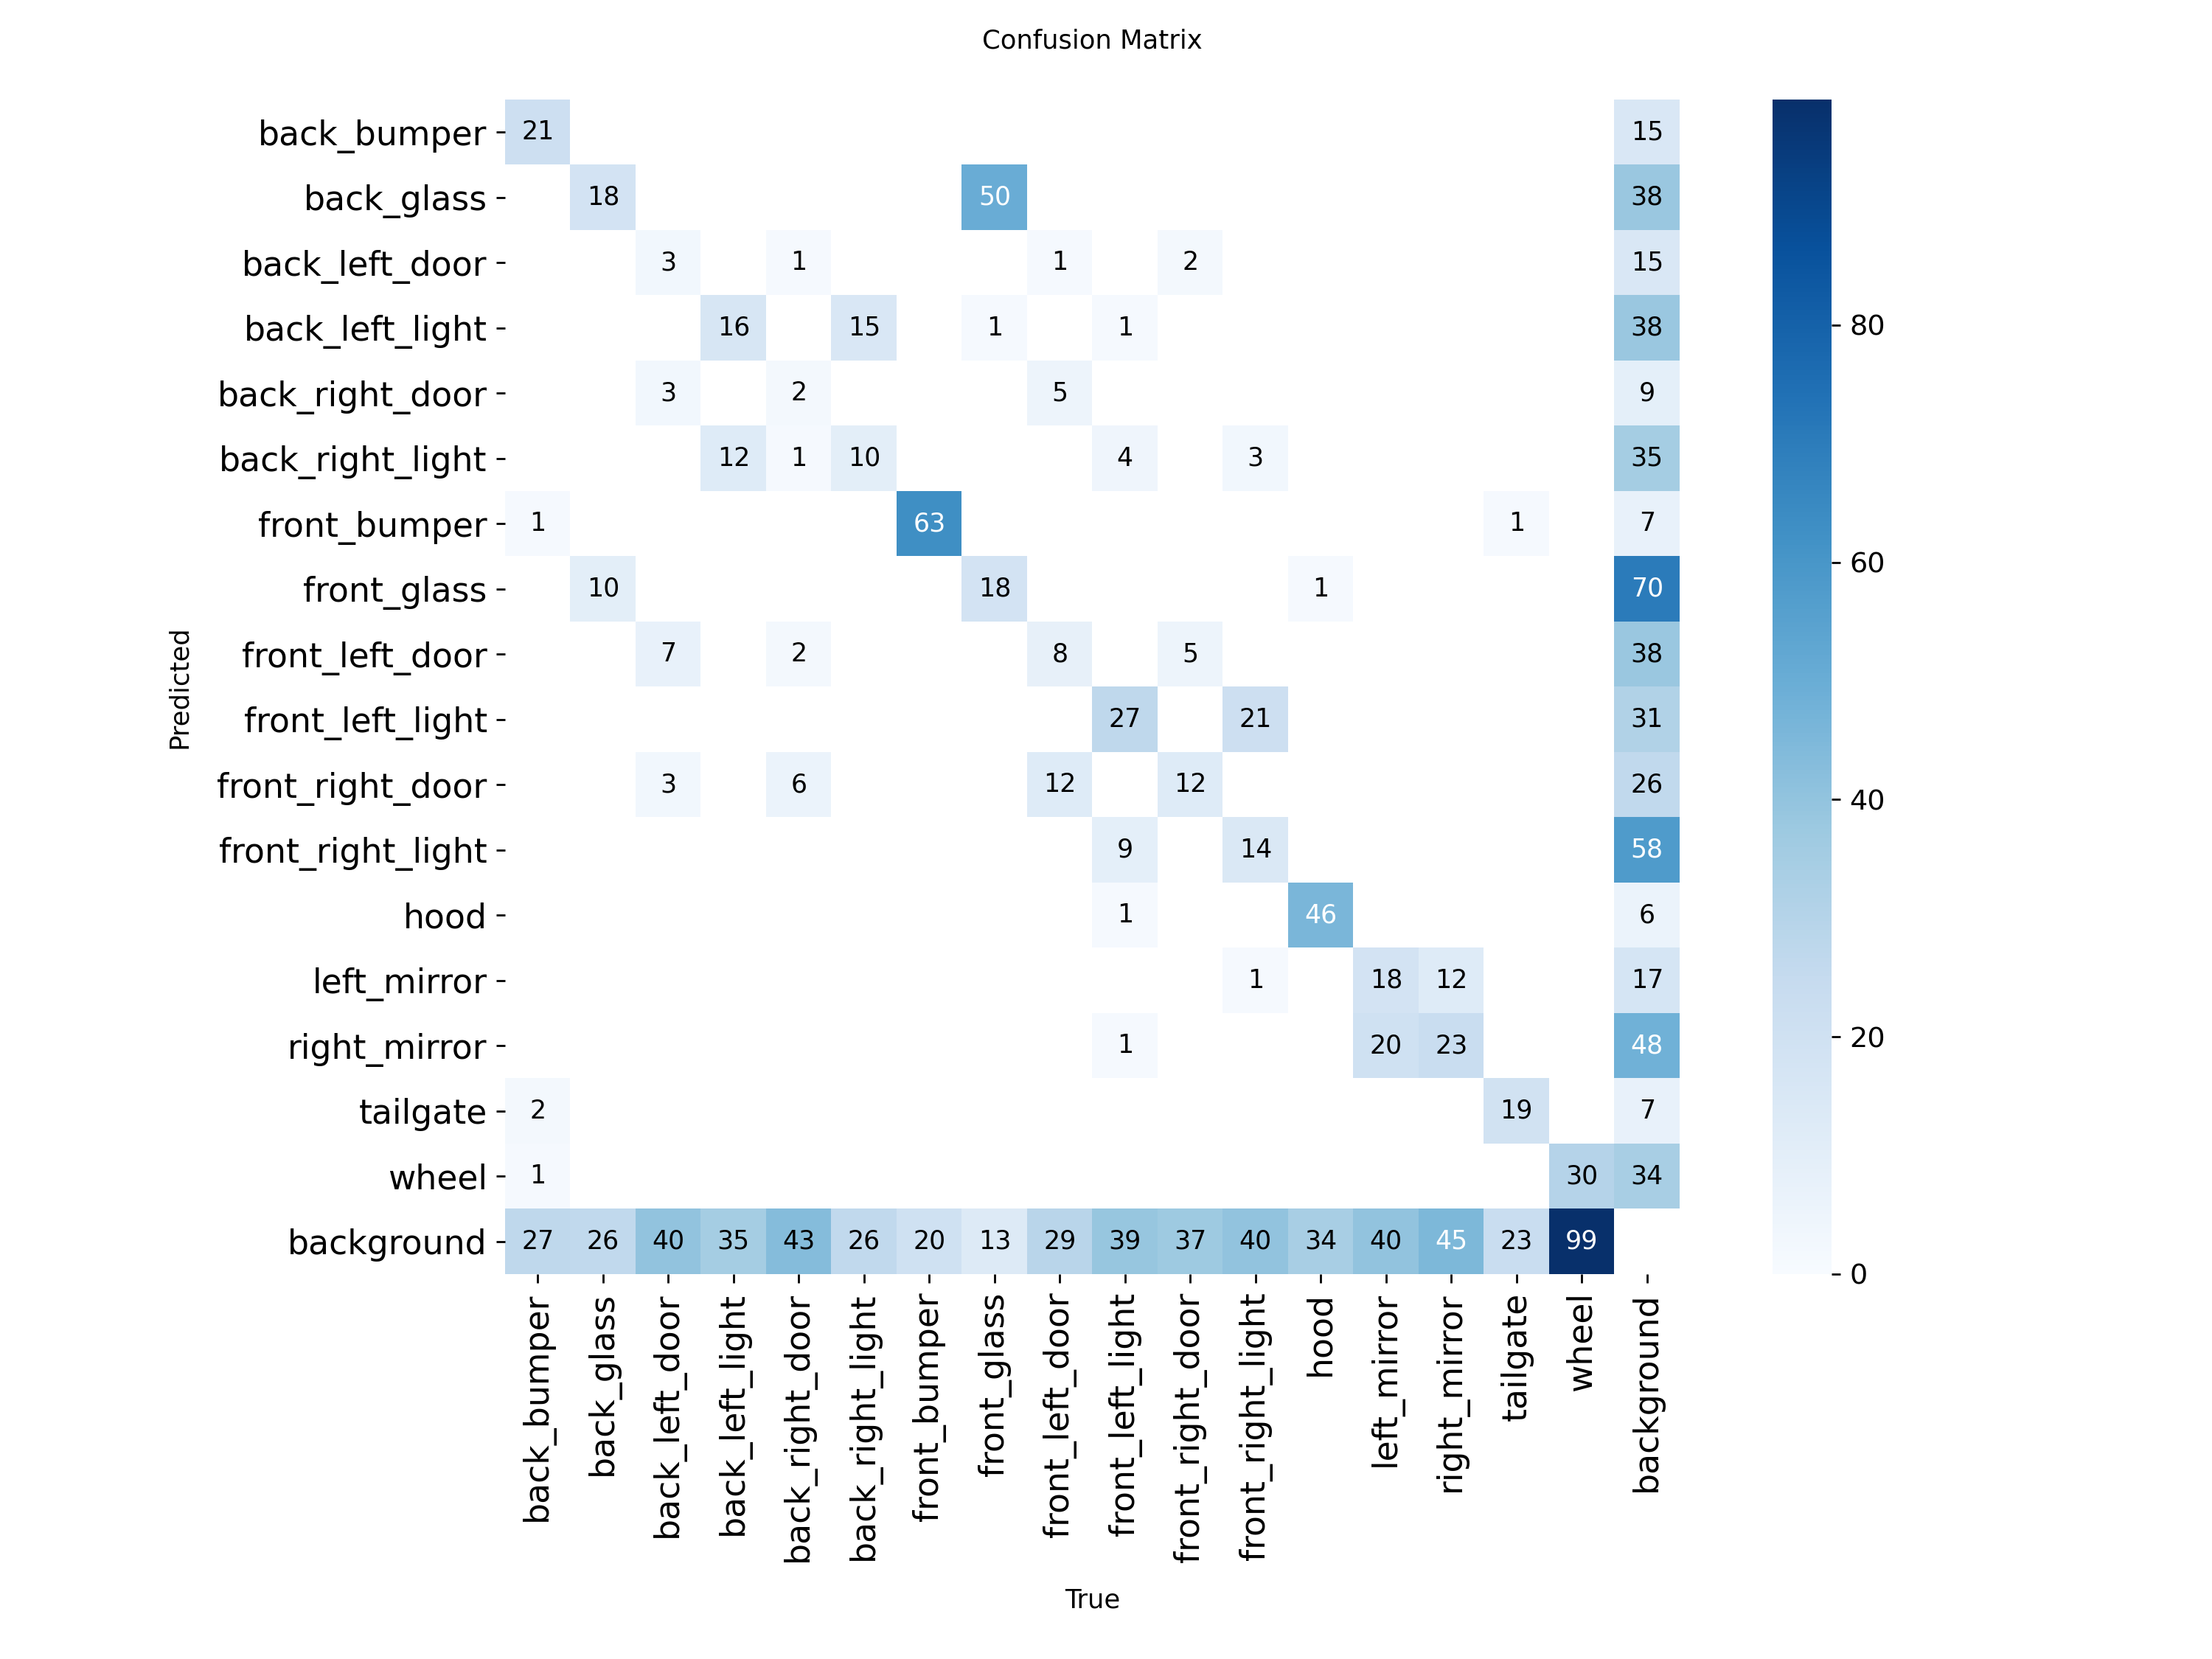 Confusion Matrix
back_bumper 21 15
back_glass 18 50 38
back_left_door 3 1 1 2 15
back_left_light 16 15 1 1 38 80
back_right_door 3 2 5 9
back_right_light 12 1 10 4 3 35
front_bumper 1 63 1 7
front_glass 10 18 1 70 60
front_left_door 7 2 8 5 38
Predicted
front_left_light 27 21 31
front_right_door 3 6 12 12 26 40
front_right_light 9 14 58
hood 1 46 6
left_mirror 1 18 12 17
right_mirror 1 20 23 48 20
tailgate 2 19 7
wheel 1 30 34
background 27 26 40 35 43 26 20 13 29 39 37 40 34 40 45 23 99 0
back_bumper
back_glass
back_left_door
back_left_light
back_right_door
back_right_light
front_bumper
front_glass
front_left_door
front_left_light
front_right_door
front_right_light
hood
left_mirror
right_mirror
tailgate
wheel
background
True